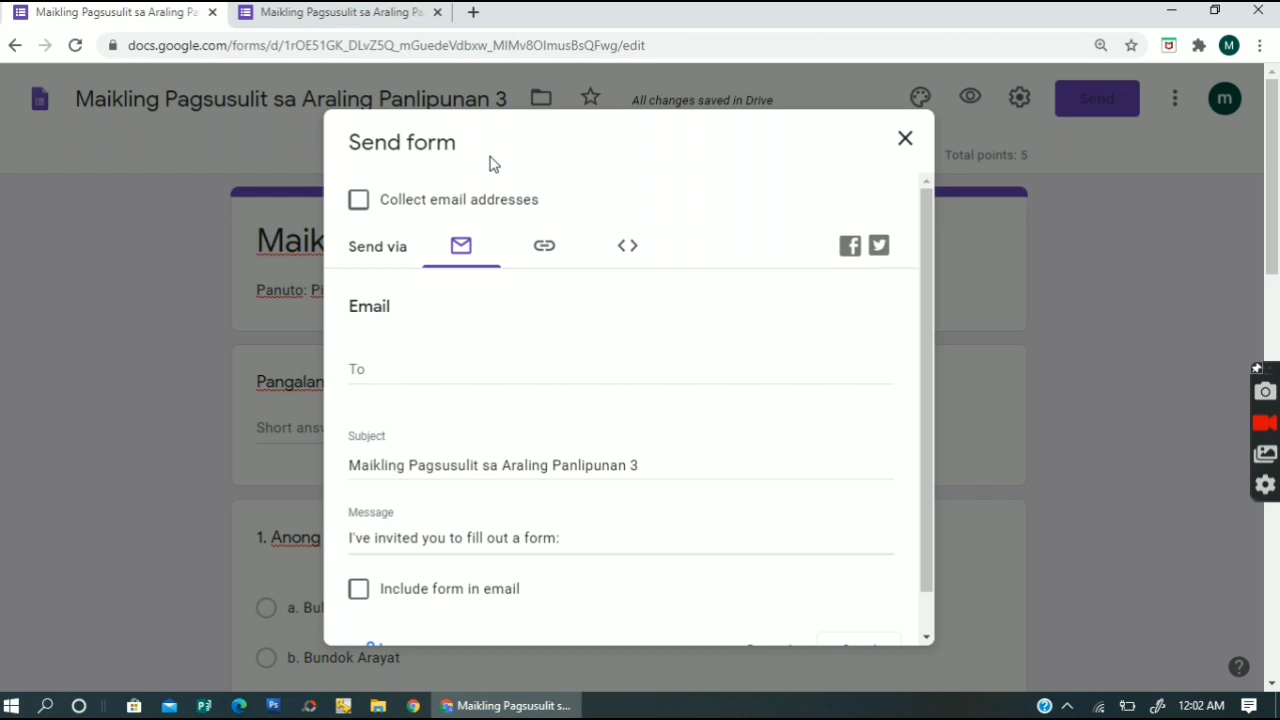 Maikling Pagsusulit sa Araling Pa
Maikling Pagsusulit sa Araling Pa
docs.google.com/forms/d/1rOE51GK_DLvZ5Q_mGuedeVdbxw_MIMv8OImusBsQFwg/edit
M
Maikling Pagsusulit sa Araling Panlipunan 3
All changes saved in Drive
Send
m
Total points: 5
Send form
Collect email addresses
Maik
Send via
Panuto: Pi
Email
To
Pangalan
Short ans
Subject
Maikling Pagsusulit sa Araling Panlipunan 3
Message
I've invited you to fill out a form:
1. Anong
Include form in email
a. Bul
b. Bundok Arayat
Maikling Pagsusulit s...
12:02 AM